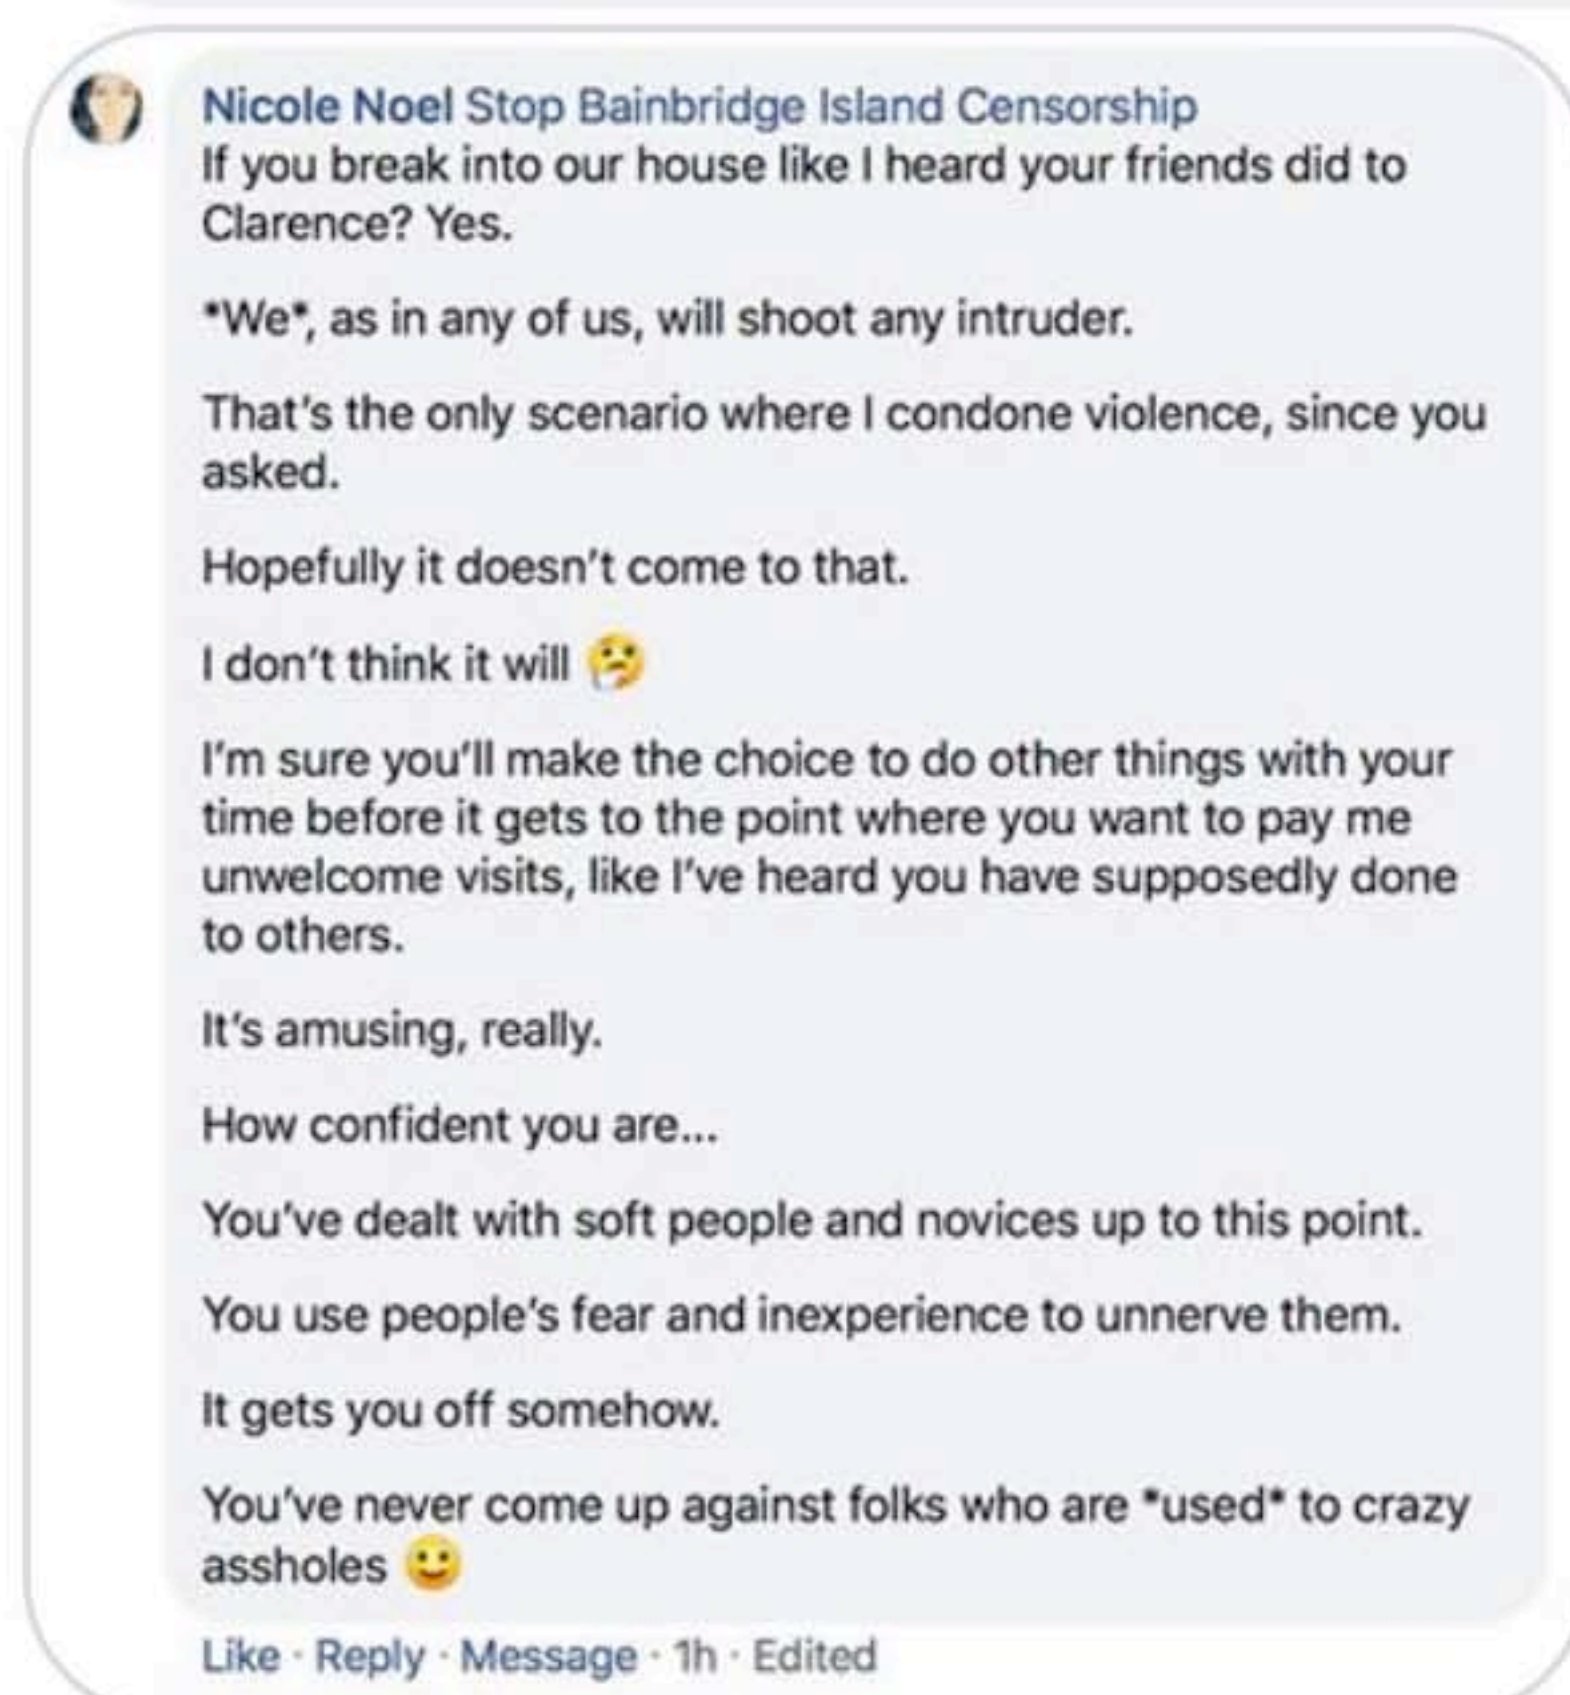 Nicole Noel Stop Bainbridge Island Censorship
If you break into our house like I heard your friends did to
Clarence? Yes.
*We*, as in any of us, will shoot any intruder.
That's the only scenario where I condone violence, since you
asked.
Hopefully it doesn't come to that.
I don't think it will 🤔
I'm sure you'll make the choice to do other things with your
time before it gets to the point where you want to pay me
unwelcome visits, like I've heard you have supposedly done
to others.
It's amusing, really.
How confident you are...
You've dealt with soft people and novices up to this point.
You use people's fear and inexperience to unnerve them.
It gets you off somehow.
You've never come up against folks who are *used* to crazy
assholes 🙂
Like · Reply · Message · 1h · Edited